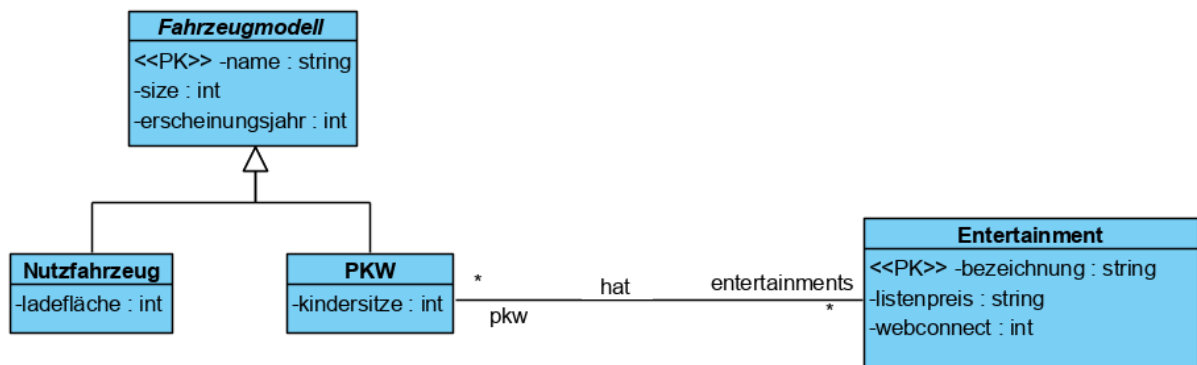 Fahrzeugmodell
<<PK>> -name : string
-size : int
-erscheinungsjahr : int
Nutzfahrzeug
-ladefläche : int
PKW
-kindersitze : int
*
pkw
hat
entertainments
*
Entertainment
<<PK>> -bezeichnung : string
-listenpreis : string
-webconnect : int